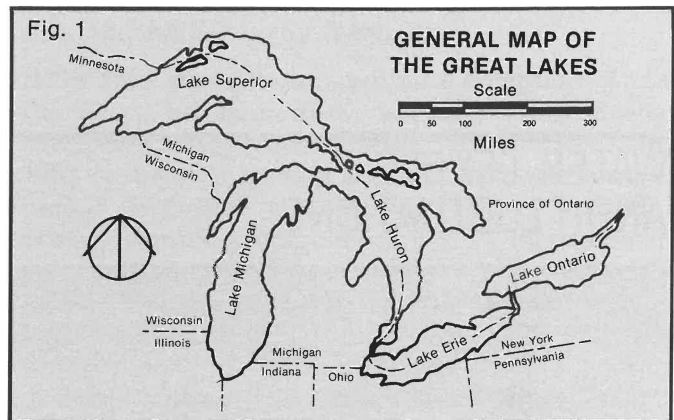 Fig. 1
GENERAL MAP OF
THE GREAT LAKES
Scale
0 50 100 200 300
Miles
Minnesota
Lake Superior
Michigan
Wisconsin
Province of Ontario
Lake Huron
Lake Michigan
Lake Ontario
Wisconsin
Illinois
Michigan
Indiana
Ohio
Lake Erie
New York
Pennsylvania